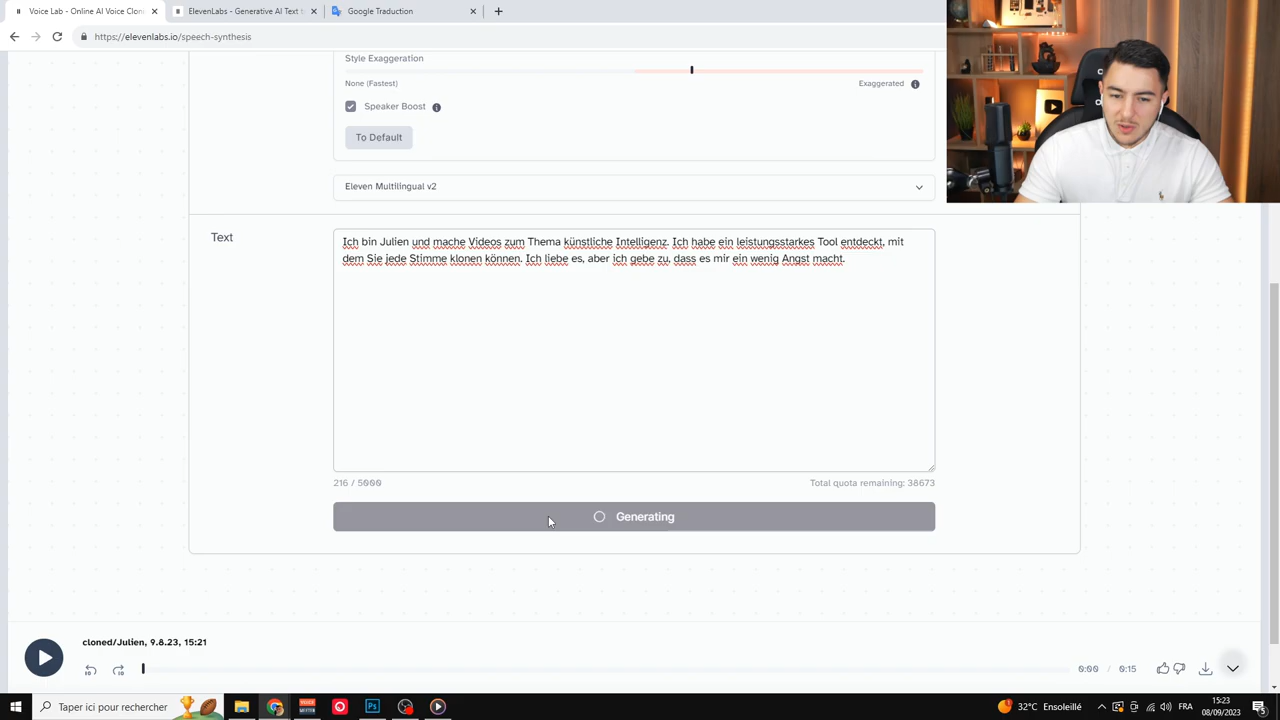 Voice Lab - Online AI Voice Clon
ElevenLabs - Generative AI Text t
Google Traduction
https://elevenlabs.io/speech-synthesis
Style Exaggeration
None (Fastest)
Exaggerated
Speaker Boost
To Default
Eleven Multilingual v2
Text
Ich bin Julien und mache Videos zum Thema künstliche Intelligenz. Ich habe ein leistungsstarkes Tool entdeckt, mit
dem Sie jede Stimme klonen können. Ich liebe es, aber ich gebe zu, dass es mir ein wenig Angst macht.
216 / 5000
Total quota remaining: 38673
Generating
cloned/Julien, 9.8.23, 15:21
10
10
0:00 / 0:15
Taper ici pour rechercher
32°C Ensoleillé
FRA
15:23
08/09/2023